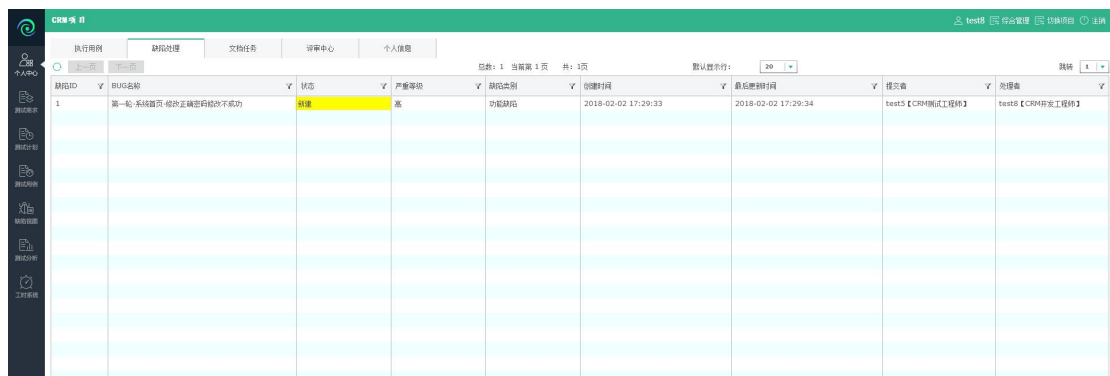 CRM项目
test8 综合管理 切换项目 注销
执行用例 缺陷处理 文档任务 评审中心 个人信息
上一页 下一页 总数: 1 当前第 1 页 共: 1页 默认显示行: 20 跳转 1
缺陷ID BUG名称 状态 严重等级 缺陷类别 创建时间 最后更新时间 提交者 处理者
1 第一轮-系统首页-修改正确密码修改不成功 新建 高 功能缺陷 2018-02-02 17:29:33 2018-02-02 17:29:34 test5【CRM测试工程师】 test8【CRM开发工程师】
个人中心
测试需求
测试计划
测试用例
缺陷视图
测试分析
工时系统